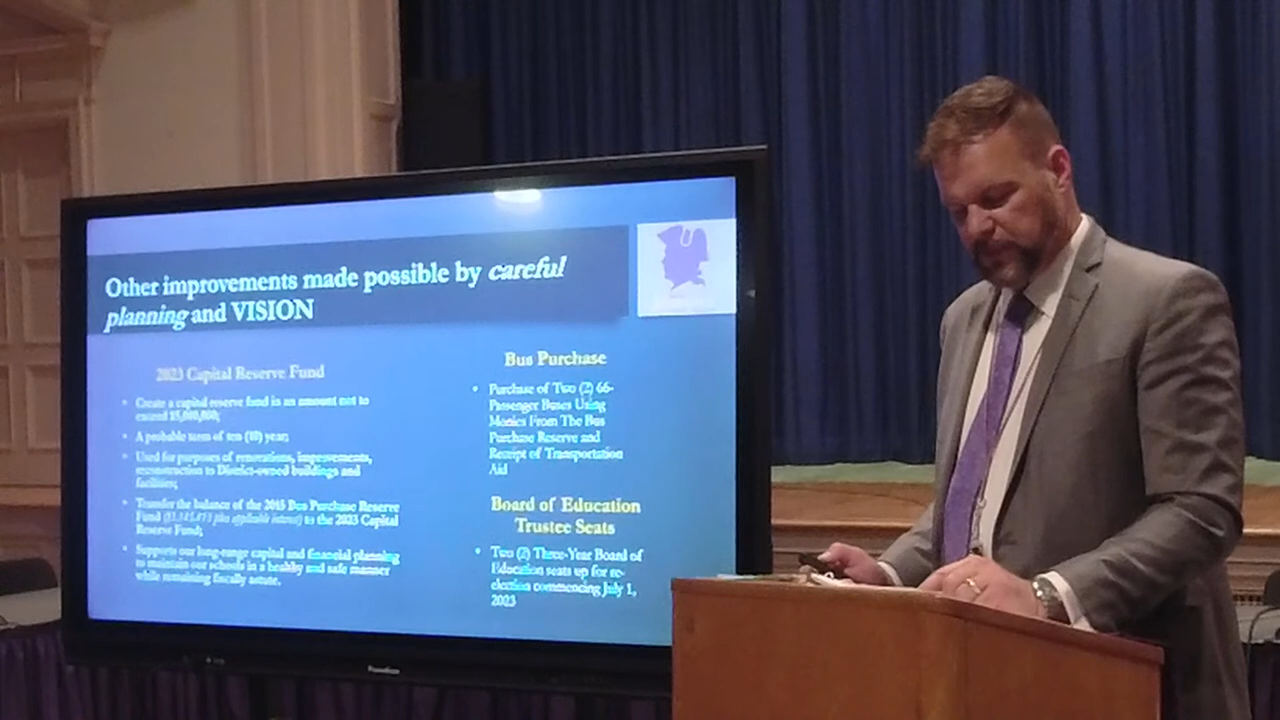 Other improvements made possible by careful
planning and VISION
2023 Capital Reserve Fund
• Create a capital reserve fund in an amount not to
exceed $5,000,000;
• A probable term of ten (10) year;
• Used for purposes of renovations, improvements,
reconstruction to District-owned buildings and
facilities;
• Transfer the balance of the 2015 Bus Purchase Reserve
Fund (plus applicable interest) to the 2023 Capital
Reserve Fund;
• Supports our long-range capital and financial planning
to maintain our schools in a healthy and safe manner
while remaining fiscally astute.
Bus Purchase
• Purchase of Two (2) 66-
Passenger Buses Using
Monies From The Bus
Purchase Reserve and
Receipt of Transportation
Aid
Board of Education
Trustee Seats
• Two (2) Three-Year Board of
Education seats up for re-
election commencing July 1,
2023